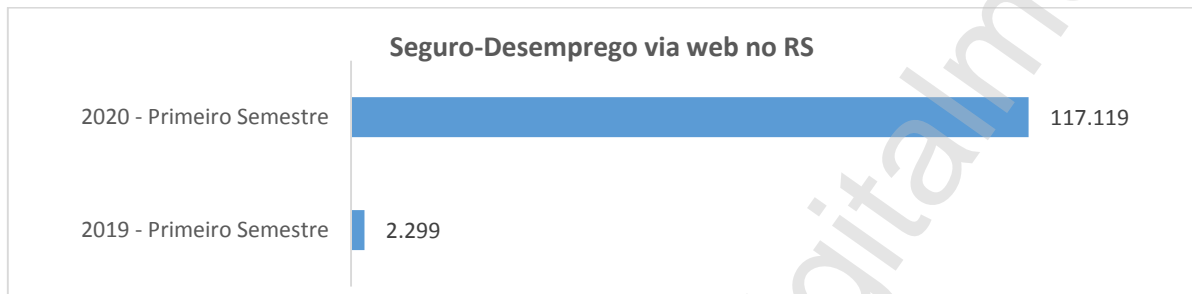 Seguro-Desemprego via web no RS
2020 - Primeiro Semestre
117.119
2019 - Primeiro Semestre
2.299